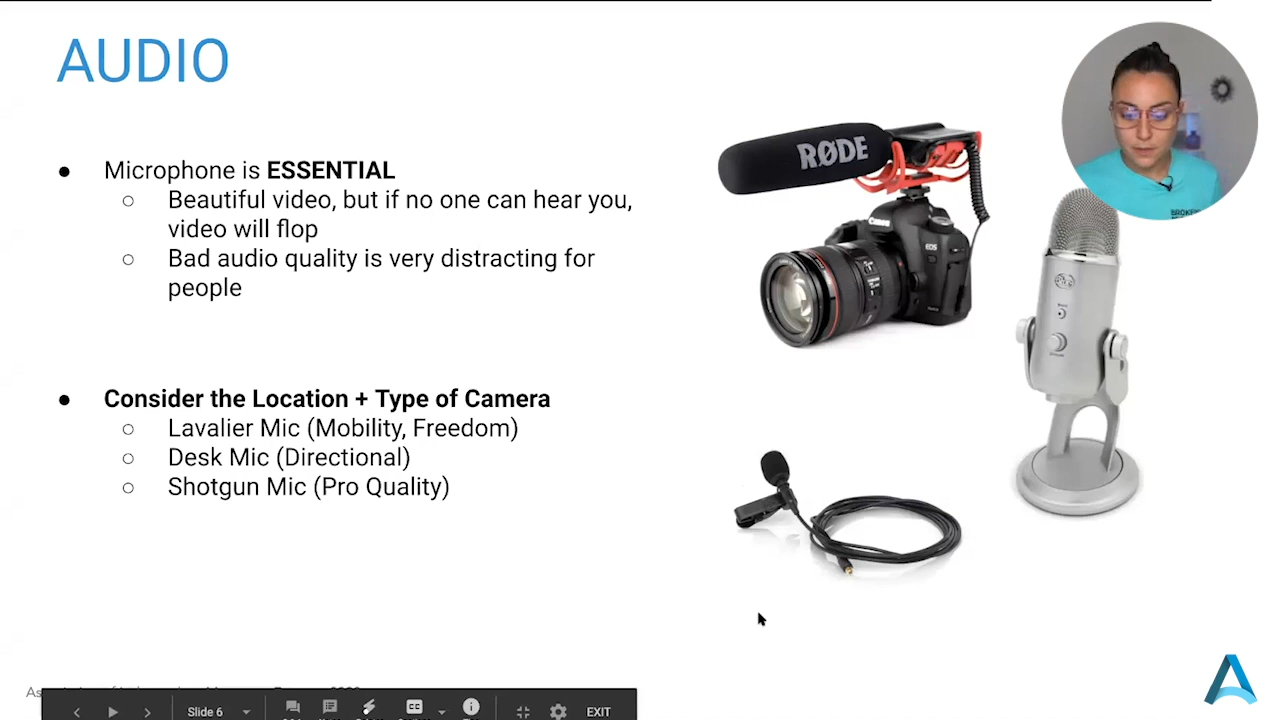 AUDIO
● Microphone is ESSENTIAL
○ Beautiful video, but if no one can hear you,
video will flop
○ Bad audio quality is very distracting for
people
● Consider the Location + Type of Camera
○ Lavalier Mic (Mobility, Freedom)
○ Desk Mic (Directional)
○ Shotgun Mic (Pro Quality)
RØDE
Canon
EOS
Slide 6
EXIT